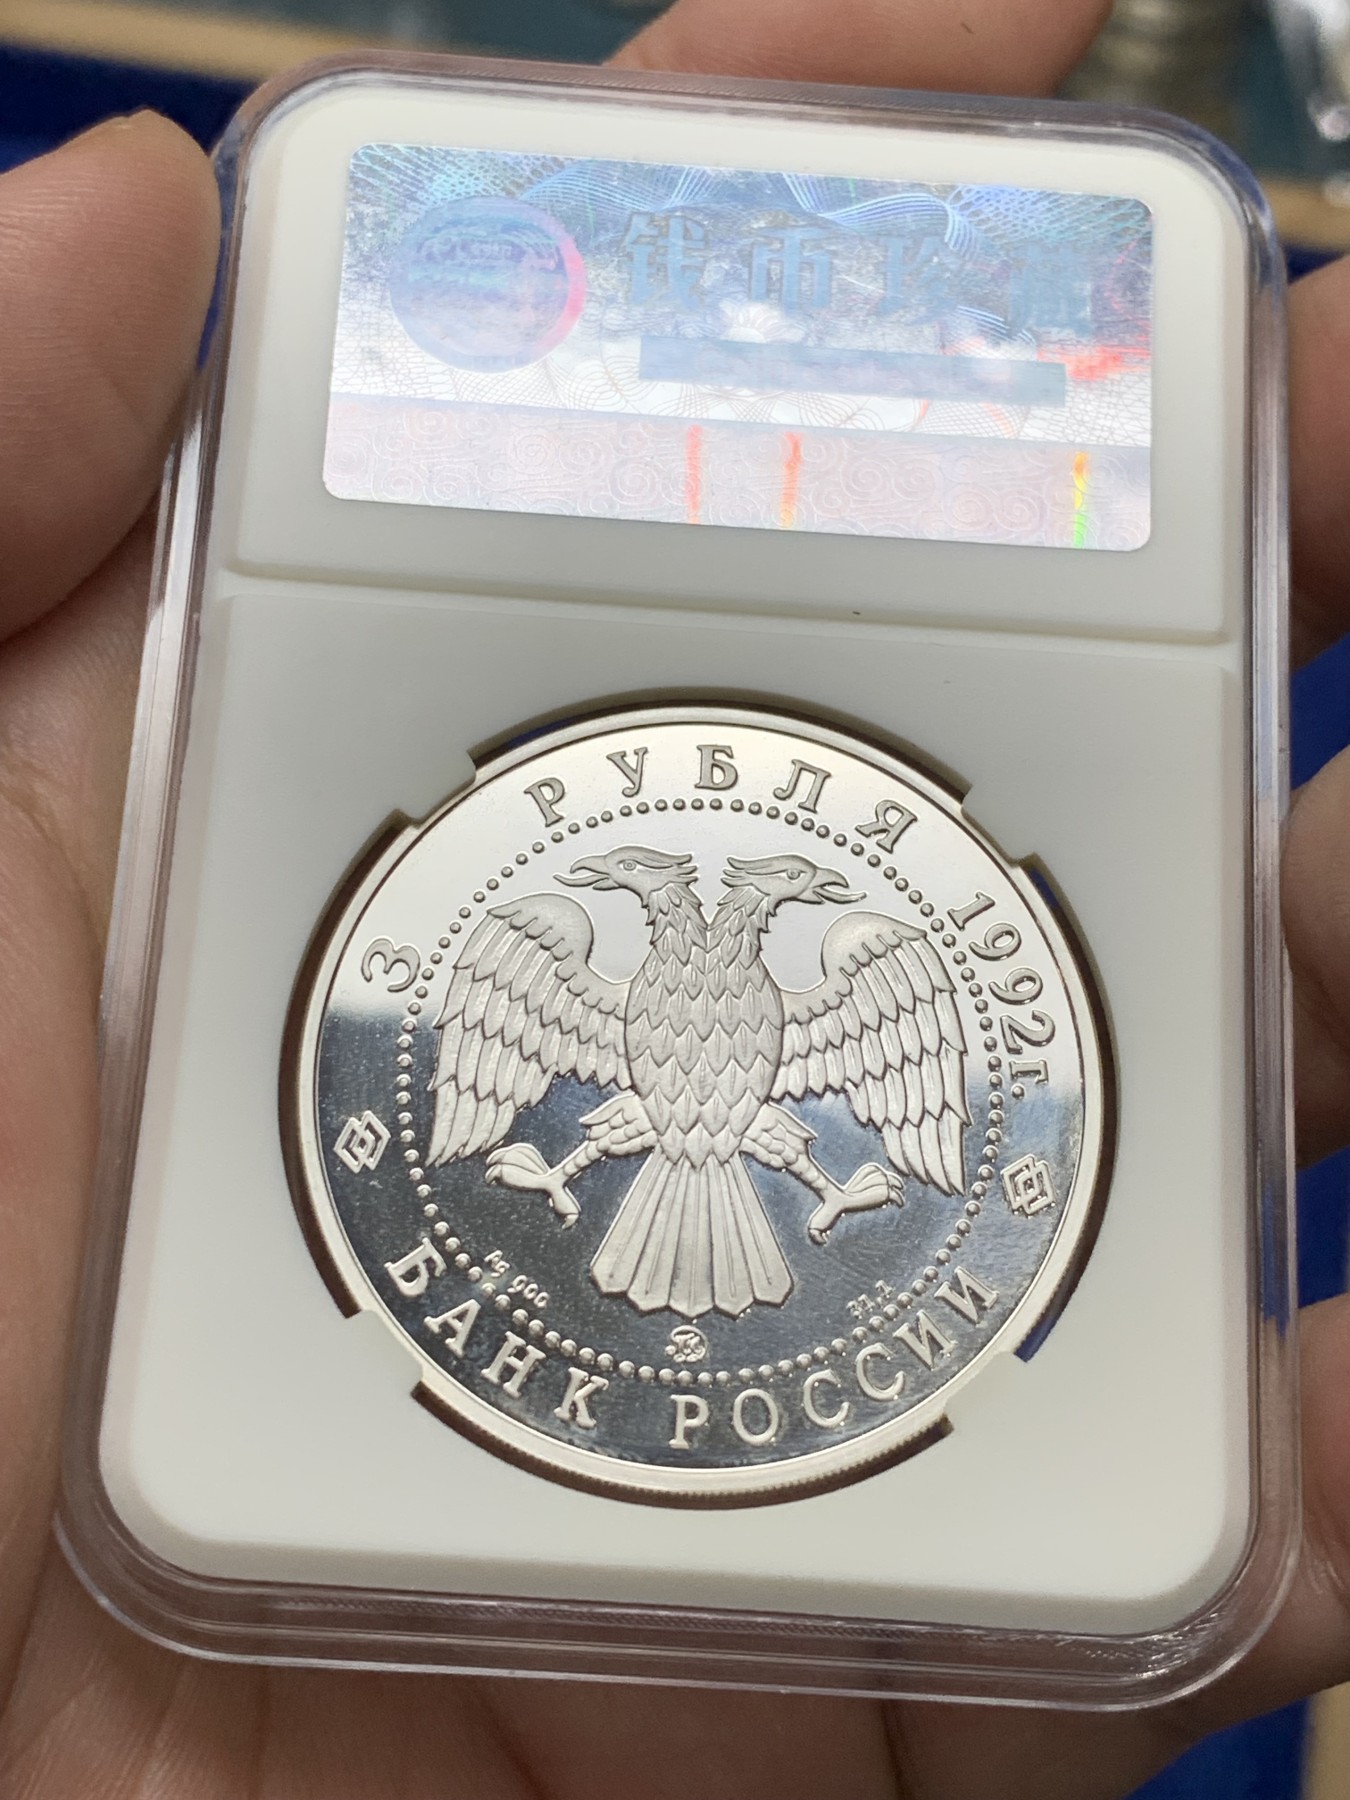 钱币珍藏
3 РУБЛЯ 1992г.
Ag 900
31,1
БАНК РОССИИ